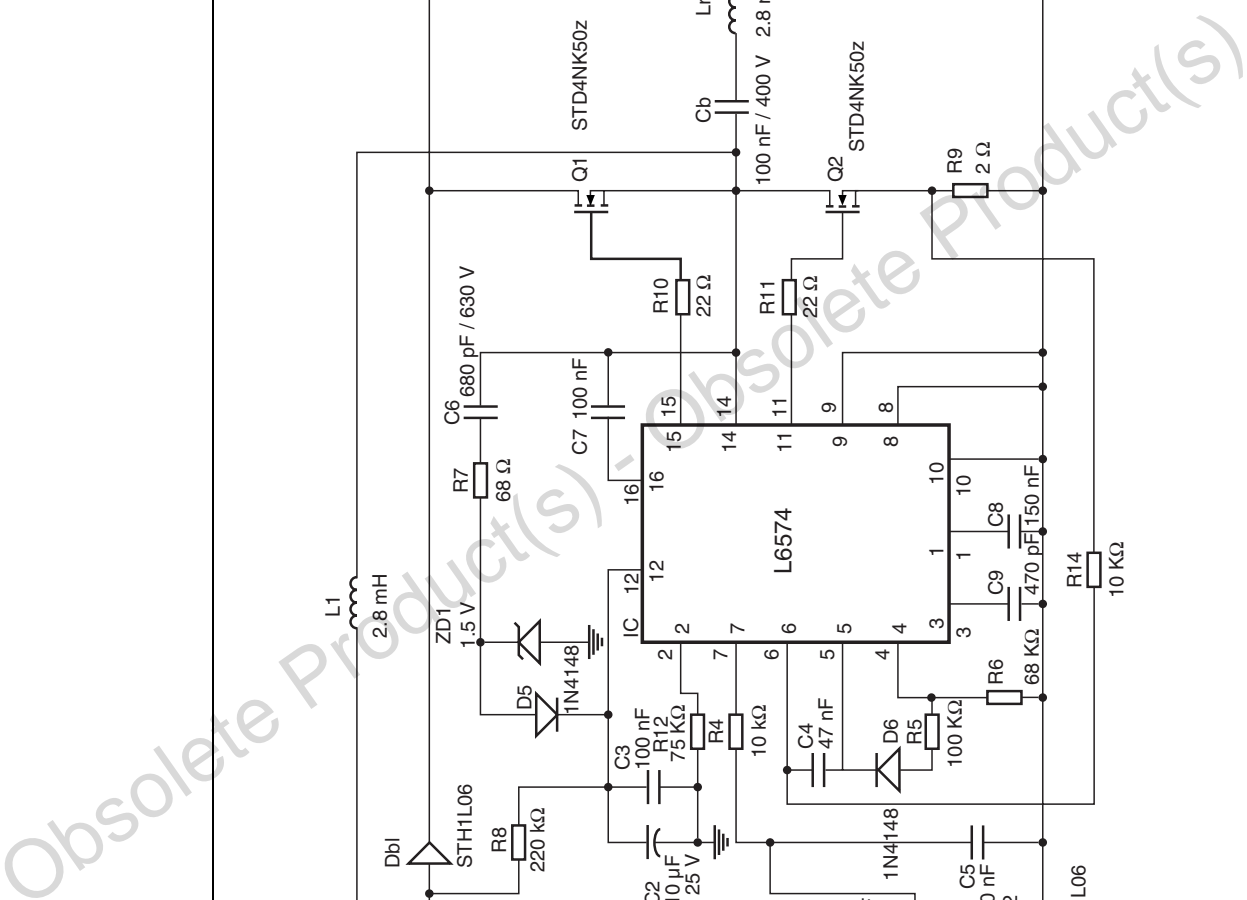 Obsolete Product(s) - Obsolete Product(s)
STD4NK50z
Cb
100 nF / 400 V
STD4NK50z
Q1
Q2
R9
2 Ω
C6
680 pF / 630 V
R10
22 Ω
R11
22 Ω
C7 100 nF
R7
68 Ω
15
14
11
9
8
15
14
11
9
8
16
16
10
10
L6574
12
12
1
1
C8
150 nF
C9
470 pF
R14
10 KΩ
L1
2.8 mH
ZD1
1.5 V
IC
2
7
6
5
4
3
2
7
6
5
4
3
D5
1N4148
R6
68 KΩ
C3
100 nF
R12
75 KΩ
R4
10 kΩ
C4
47 nF
D6
R5
100 KΩ
1N4148
Dbl
STH1L06
R8
220 kΩ
C2
10 µF
25 V
C5
L06